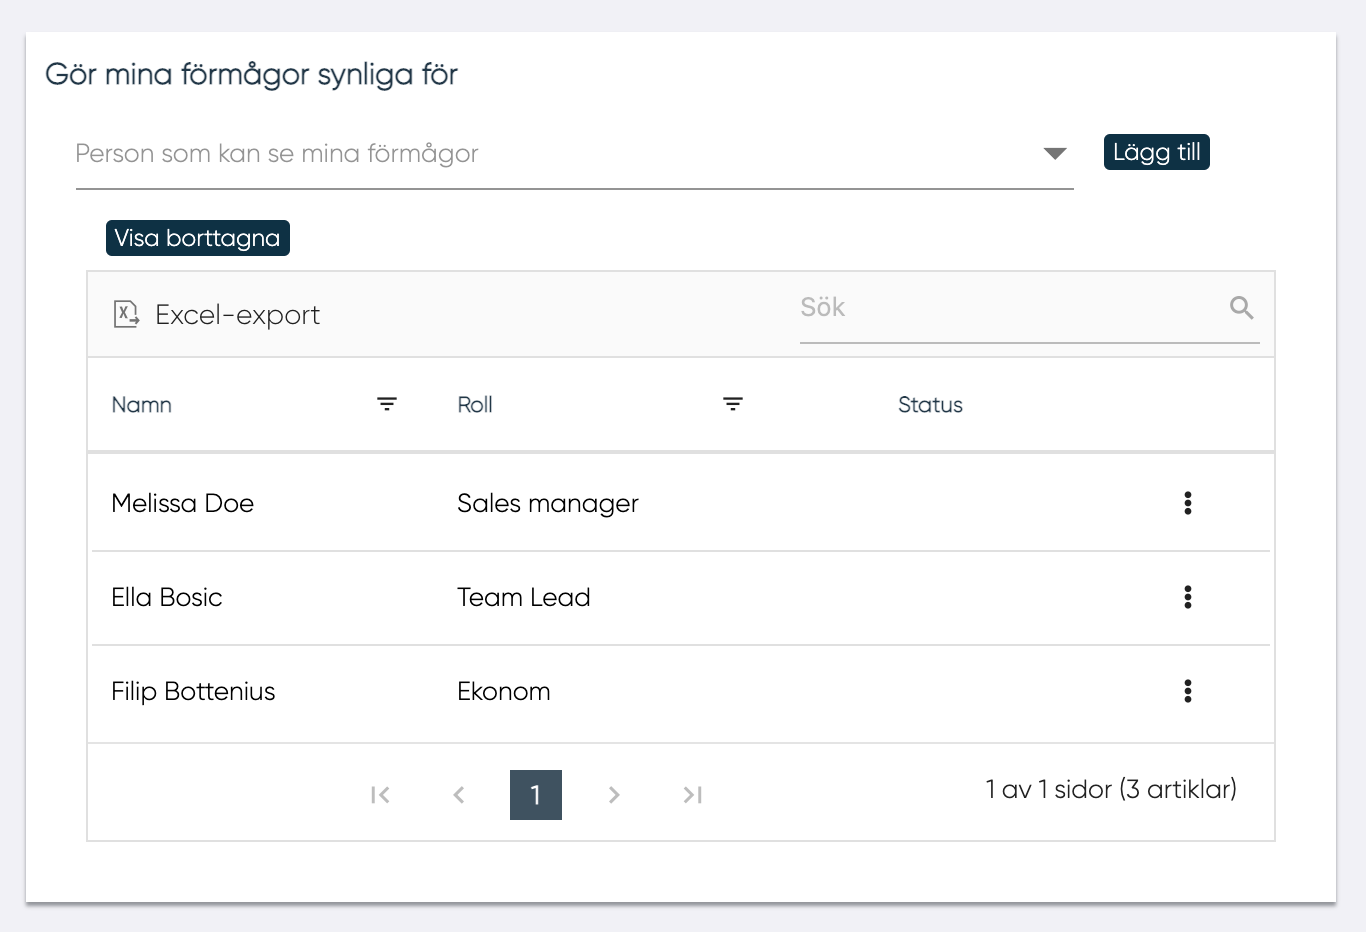 Gör mina förmågor synliga för
Person som kan se mina förmågor
Lägg till
Visa borttagna
Excel-export
Sök
Namn Roll Status
Melissa Doe Sales manager
Ella Bosic Team Lead
Filip Bottenius Ekonom
1
1 av 1 sidor (3 artiklar)